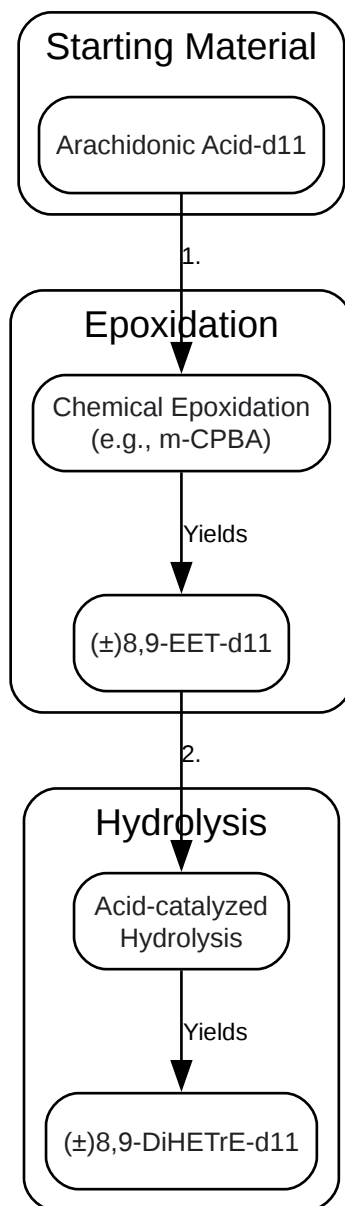 Starting Material
Arachidonic Acid-d11
1.
Epoxidation
Chemical Epoxidation
(e.g., m-CPBA)
Yields
(±)8,9-EET-d11
2.
Hydrolysis
Acid-catalyzed
Hydrolysis
Yields
(±)8,9-DiHETrE-d11